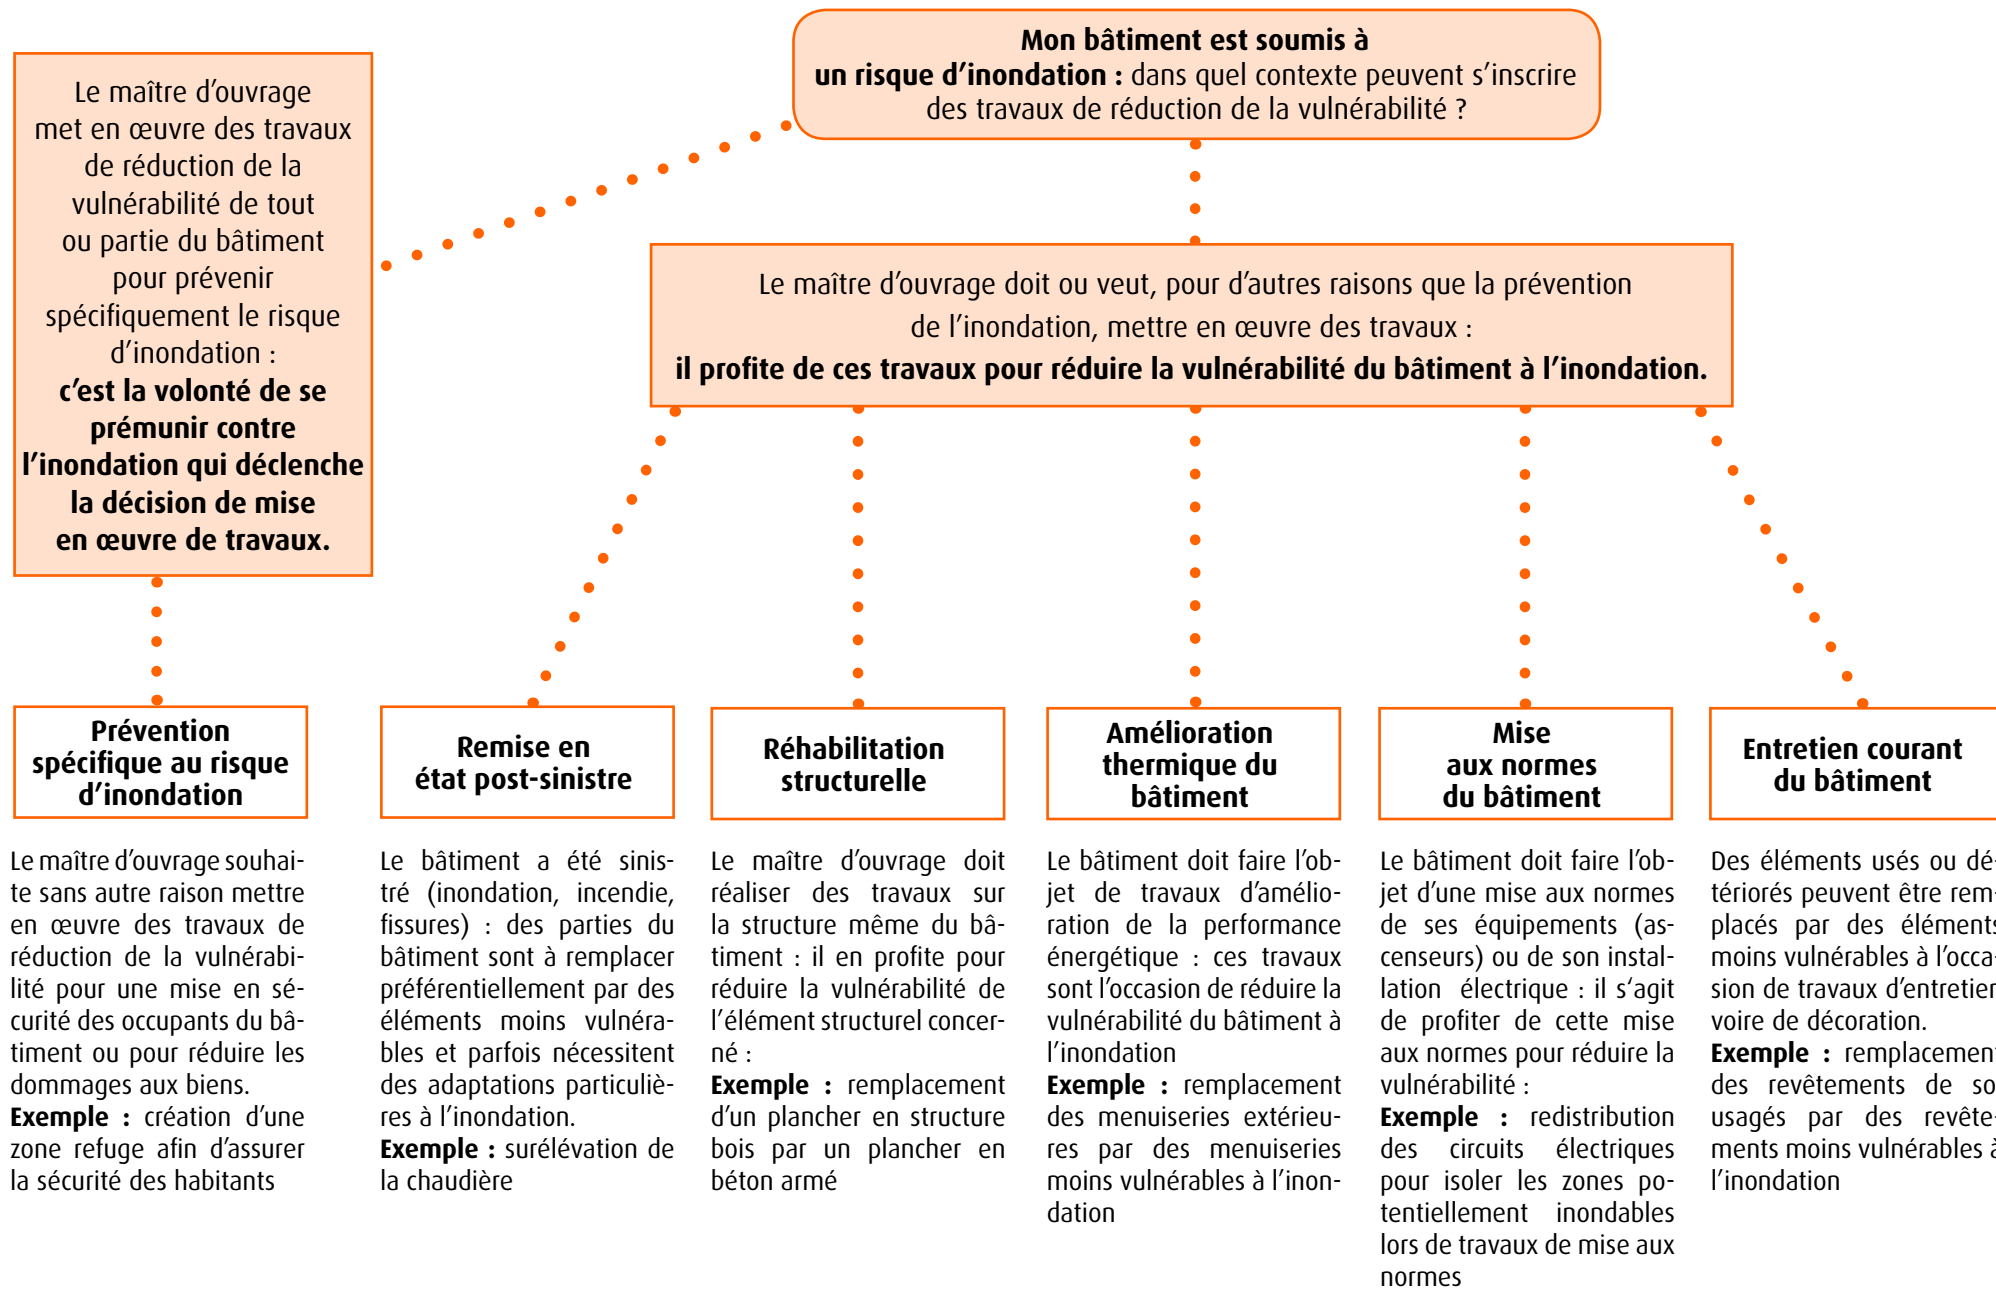 Mon bâtiment est soumis à
un risque d'inondation : dans quel contexte peuvent s'inscrire
des travaux de réduction de la vulnérabilité ?
Le maître d'ouvrage
met en œuvre des travaux
de réduction de la
vulnérabilité de tout
ou partie du bâtiment
pour prévenir
spécifiquement le risque
d'inondation :
c'est la volonté de se
prémunir contre
l'inondation qui déclenche
la décision de mise
en œuvre de travaux.
Le maître d'ouvrage doit ou veut, pour d'autres raisons que la prévention
de l'inondation, mettre en œuvre des travaux :
il profite de ces travaux pour réduire la vulnérabilité du bâtiment à l'inondation.
Prévention
spécifique au risque
d'inondation
Le maître d'ouvrage souhai-
te sans autre raison mettre
en œuvre des travaux de
réduction de la vulnérabi-
lité pour une mise en sé-
curité des occupants du bâ-
timent ou pour réduire les
dommages aux biens.
Exemple : création d'une
zone refuge afin d'assurer
la sécurité des habitants
Remise en
état post-sinistre
Le bâtiment a été sinis-
tré (inondation, incendie,
fissures) : des parties du
bâtiment sont à remplacer
préférentiellement par des
éléments moins vulnéra-
bles et parfois nécessitent
des adaptations particuliè-
res à l'inondation.
Exemple : surélévation de
la chaudière
Réhabilitation
structurelle
Le maître d'ouvrage doit
réaliser des travaux sur
la structure même du bâ-
timent : il en profite pour
réduire la vulnérabilité de
l'élément structurel concer-
né :
Exemple : remplacement
d'un plancher en structure
bois par un plancher en
béton armé
Amélioration
thermique du
bâtiment
Le bâtiment doit faire l'ob-
jet de travaux d'amélio-
ration de la performance
énergétique : ces travaux
sont l'occasion de réduire la
vulnérabilité du bâtiment à
l'inondation
Exemple : remplacement
des menuiseries extérieu-
res par des menuiseries
moins vulnérables à l'inon-
dation
Mise
aux normes
du bâtiment
Le bâtiment doit faire l'ob-
jet d'une mise aux normes
de ses équipements (as-
censeurs) ou de son instal-
lation électrique : il s‘agit
de profiter de cette mise
aux normes pour réduire la
vulnérabilité :
Exemple : redistribution
des circuits électriques
pour isoler les zones po-
tentiellement inondables
lors de travaux de mise aux
normes
Entretien courant
du bâtiment
Des éléments usés ou dé-
tériorés peuvent être rem-
placés par des éléments
moins vulnérables à l'occa-
sion de travaux d'entretien
voire de décoration.
Exemple : remplacement
des revêtements de sol
usagés par des revête-
ments moins vulnérables à
l'inondation